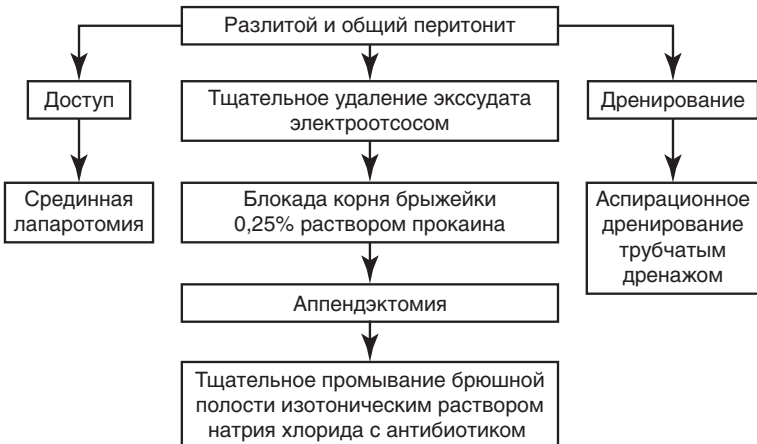 Разлитой и общий перитонит
Доступ
Срединная
лапаротомия
Тщательное удаление экссудата
электроотсосом
Блокада корня брыжейки
0,25% раствором прокаина
Аппендэктомия
Тщательное промывание брюшной
полости изотоническим раствором
натрия хлорида с антибиотиком
Дренирование
Аспирационное
дренирование
трубчатым
дренажом